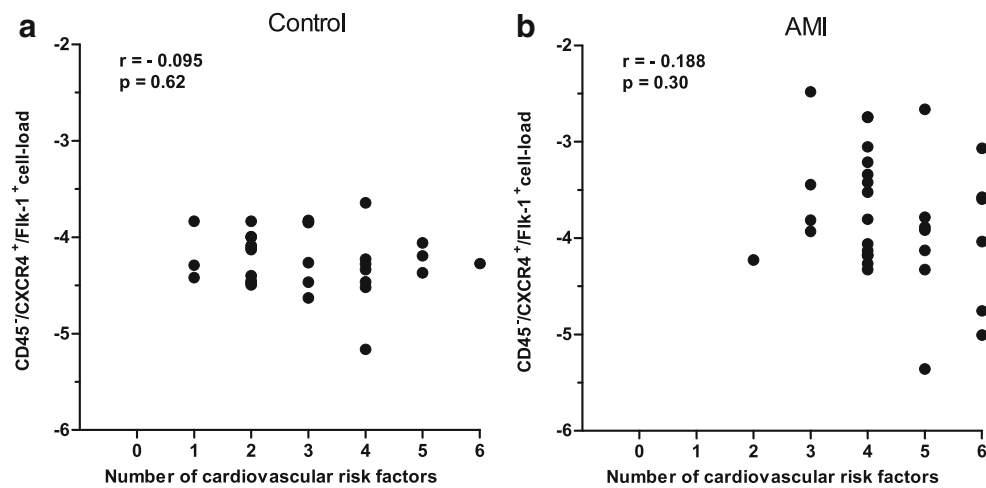 a
Control
r = - 0.095
p = 0.62
CD45⁻/CXCR4⁺/Flk-1⁺cell-load
-2
-3
-4
-5
-6
0 1 2 3 4 5 6
Number of cardiovascular risk factors
b
AMI
r = - 0.188
p = 0.30
CD45⁻/CXCR4⁺/Flk-1⁺cell-load
-2
-3
-4
-5
-6
0 1 2 3 4 5 6
Number of cardiovascular risk factors